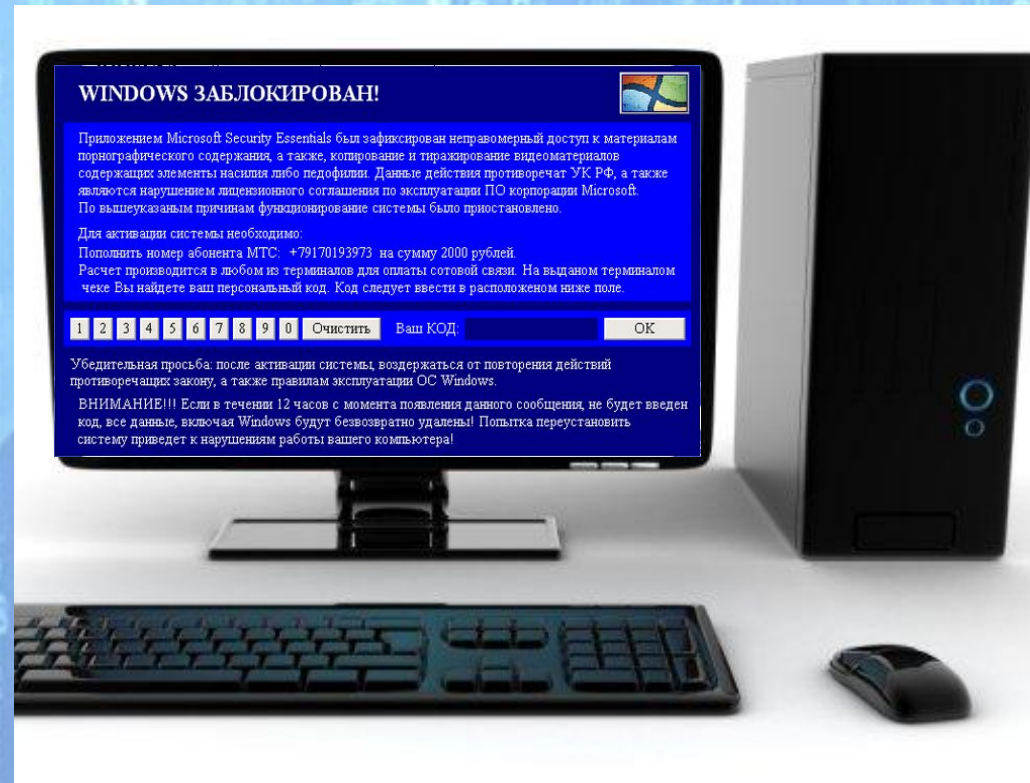 WINDOWS ЗАБЛОКИРОВАН!
Приложением Microsoft Security Essentials был зафиксирован неправомерный доступ к материалам
порнографического содержания, а также, копирование и тиражирование видеоматериалов
содержащих элементы насилия либо педофилии. Данные действия противоречат УК РФ, а также
являются нарушением лицензионного соглашения по эксплуатации ПО корпорации Microsoft.
По вышеуказаным причинам функционирование системы было приостановлено.
Для активации системы необходимо:
Пополнить номер абонента МТС: +79170193973 на сумму 2000 рублей.
Расчет производится в любом из терминалов для оплаты сотовой связи. На выданом терминалом
чеке Вы найдете ваш персональный код. Код следует ввести в расположеном ниже поле.
1 2 3 4 5 6 7 8 9 0 Очистить Ваш КОД: OK
Убедительная просьба: после активации системы, воздержаться от повторения действий
противоречащих закону, а также правилам эксплуатации ОС Windows.
ВНИМАНИЕ!!! Если в течении 12 часов с момента появления данного сообщения, не будет введен
код, все данные, включая Windows будут безвозвратно удалены! Попытка переустановить
систему приведет к нарушениям работы вашего компьютера!